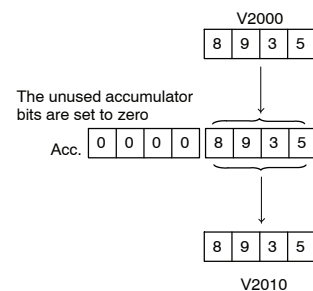 V2000
8 9 3 5
The unused accumulator
bits are set to zero
Acc. 0 0 0 0 8 9 3 5
8 9 3 5
V2010